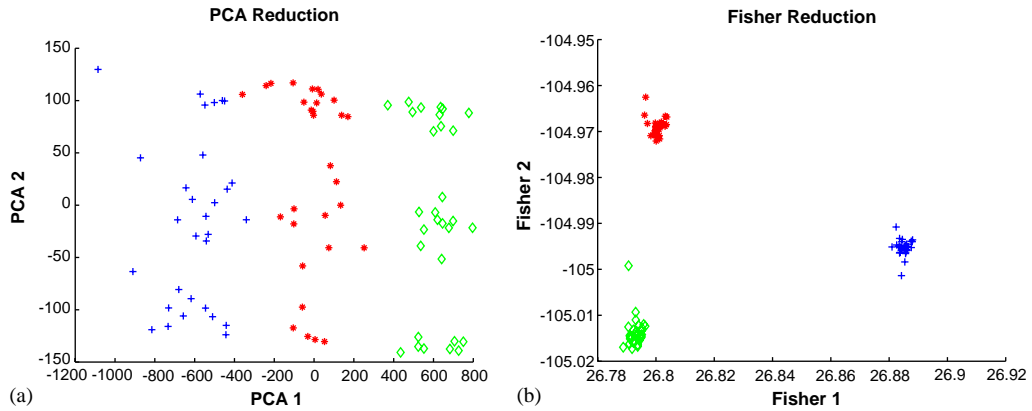 PCA Reduction
150
100
50
0
-50
-100
-150
PCA 2
-1200 -1000 -800 -600 -400 -200 0 200 400 600 800
PCA 1
(a)
Fisher Reduction
-104.95
-104.96
-104.97
-104.98
-104.99
-105
-105.01
-105.02
Fisher 2
26.78 26.8 26.82 26.84 26.86 26.88 26.9 26.92
Fisher 1
(b)